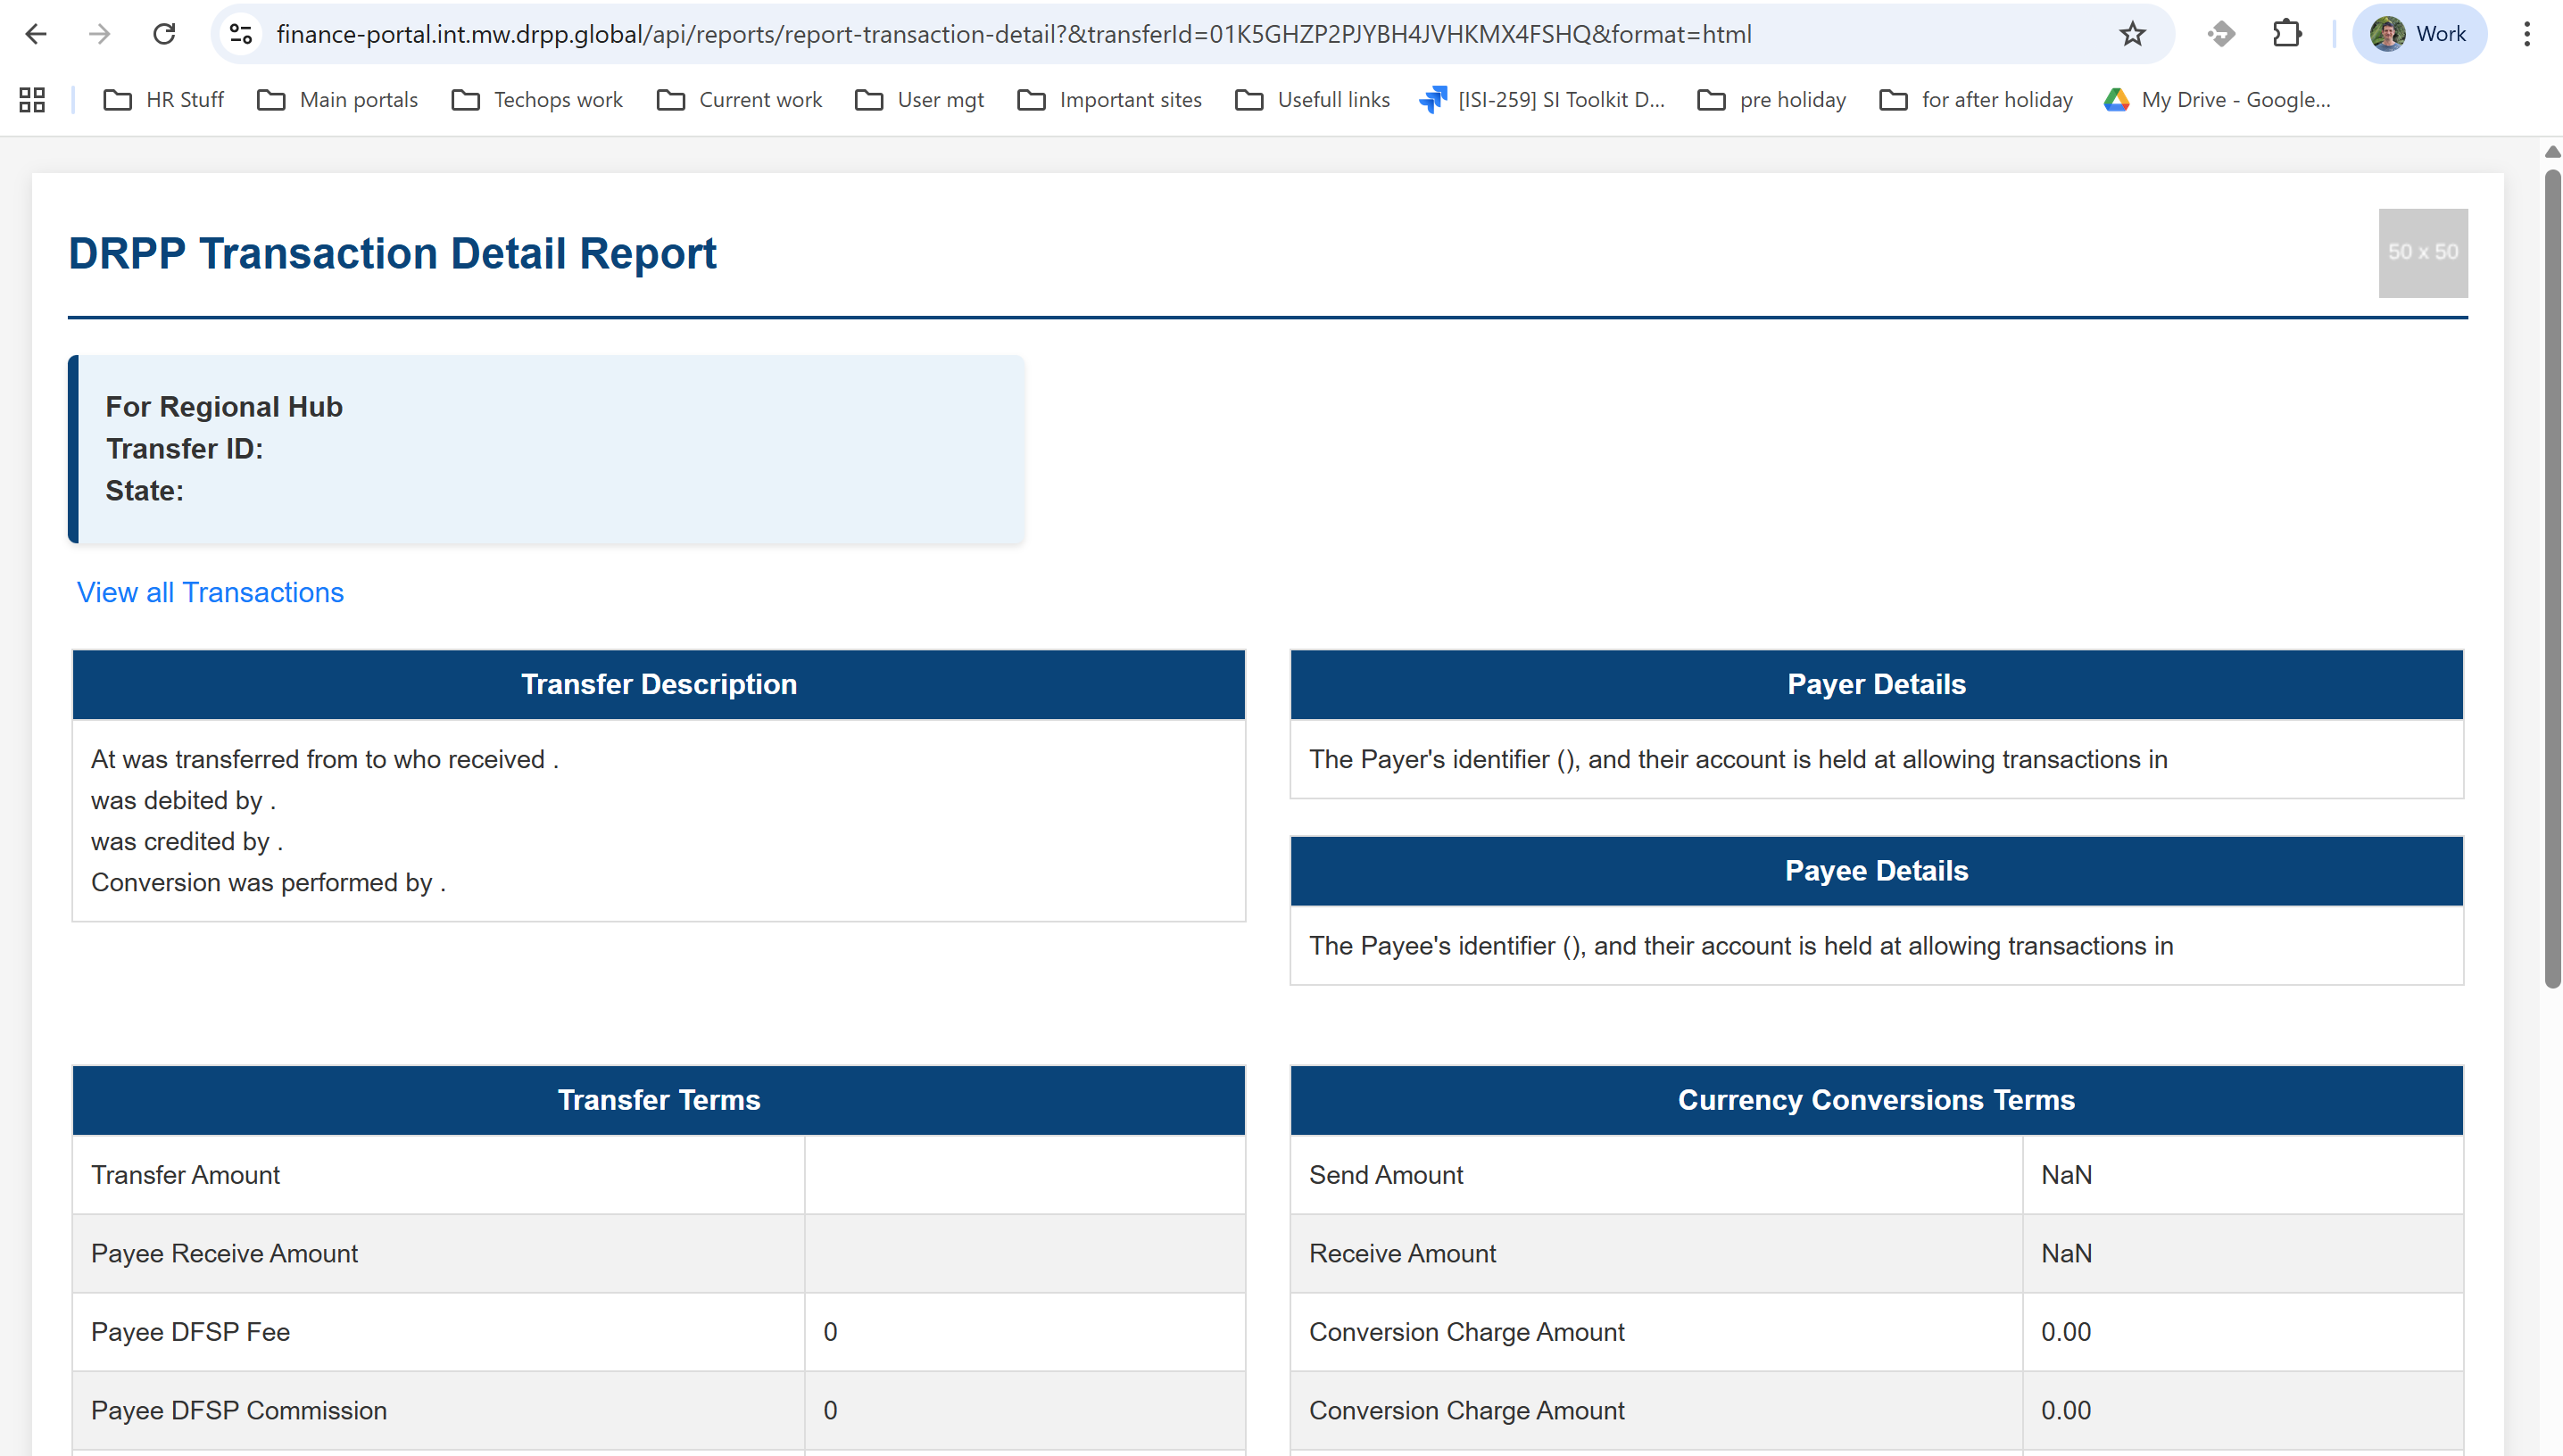 finance-portal.int.mw.drpp.global/api/reports/report-transaction-detail?&transferId=01K5GHZP2PJYBH4JVHKMX4FSHQ&format=html
Work
HR Stuff
Main portals
Techops work
Current work
User mgt
Important sites
Usefull links
[ISI-259] SI Toolkit D...
pre holiday
for after holiday
My Drive - Google...
DRPP Transaction Detail Report
50 x 50
For Regional Hub
Transfer ID:
State:
View all Transactions
Transfer Description
At was transferred from to who received .
was debited by .
was credited by .
Conversion was performed by .
Payer Details
The Payer's identifier (), and their account is held at allowing transactions in
Payee Details
The Payee's identifier (), and their account is held at allowing transactions in
Transfer Terms
Transfer Amount
Payee Receive Amount
Payee DFSP Fee 0
Payee DFSP Commission 0
Currency Conversions Terms
Send Amount NaN
Receive Amount NaN
Conversion Charge Amount 0.00
Conversion Charge Amount 0.00